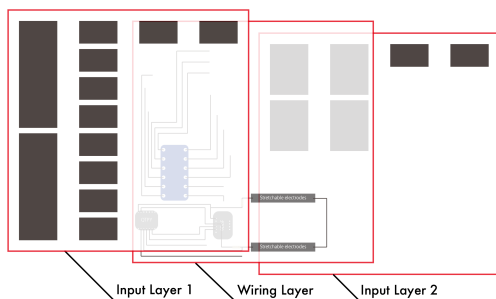 Stretchable electrodes
Stretchable electrodes
Input Layer 1
Wiring Layer
Input Layer 2